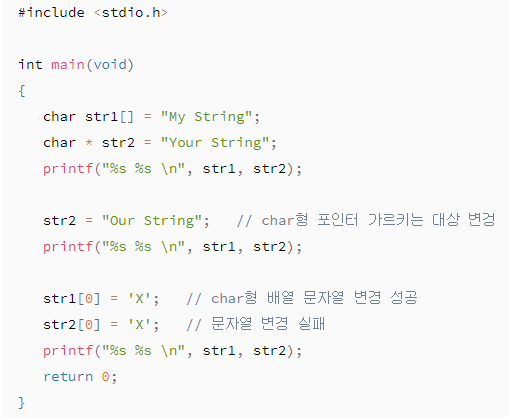 #include <stdio.h>
int main(void)
{
char str1[] = "My String";
char * str2 = "Your String";
printf("%s %s \n", str1, str2);
str2 = "Our String"; // char형 포인터 가르키는 대상 변겅
printf("%s %s \n", str1, str2);
str1[0] = 'X'; // char형 배열 문자열 변경 성공
str2[0] = 'X'; // 문자열 변경 실패
printf("%s %s \n", str1, str2);
return 0;
}